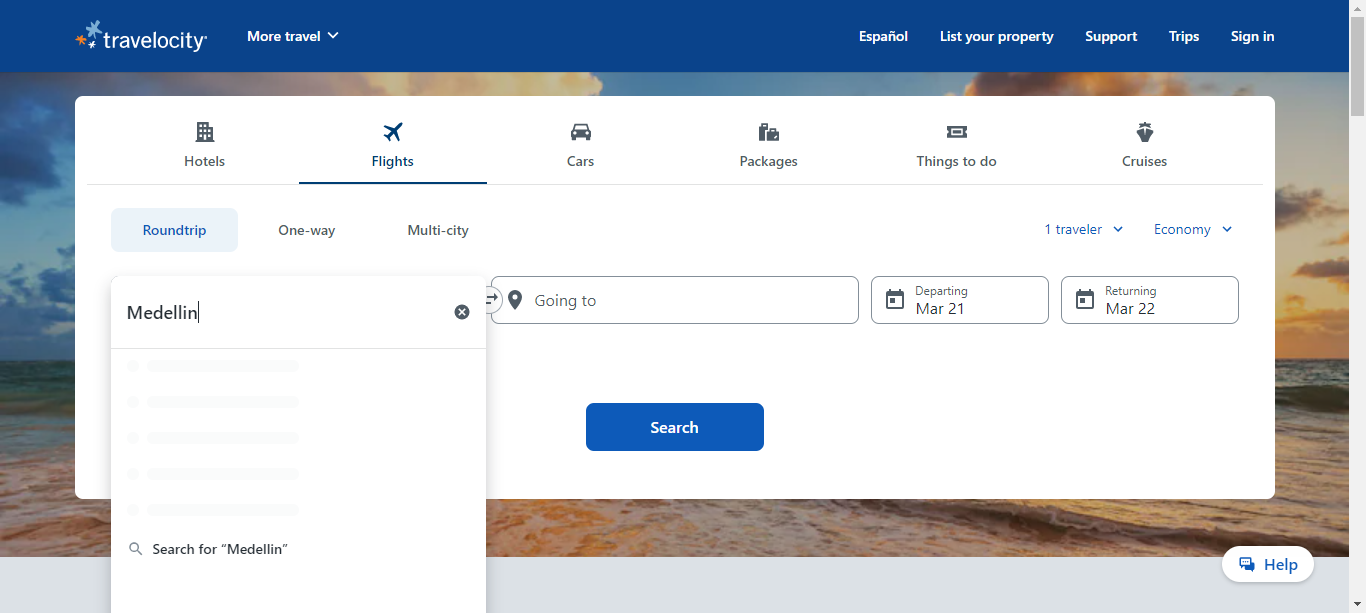 travelocity
More travel
Español
List your property
Support
Trips
Sign in
Hotels
Flights
Cars
Packages
Things to do
Cruises
Roundtrip
One-way
Multi-city
1 traveler
Economy
Medellin
Going to
Departing
Mar 21
Returning
Mar 22
Search
Search for “Medellin”
Help